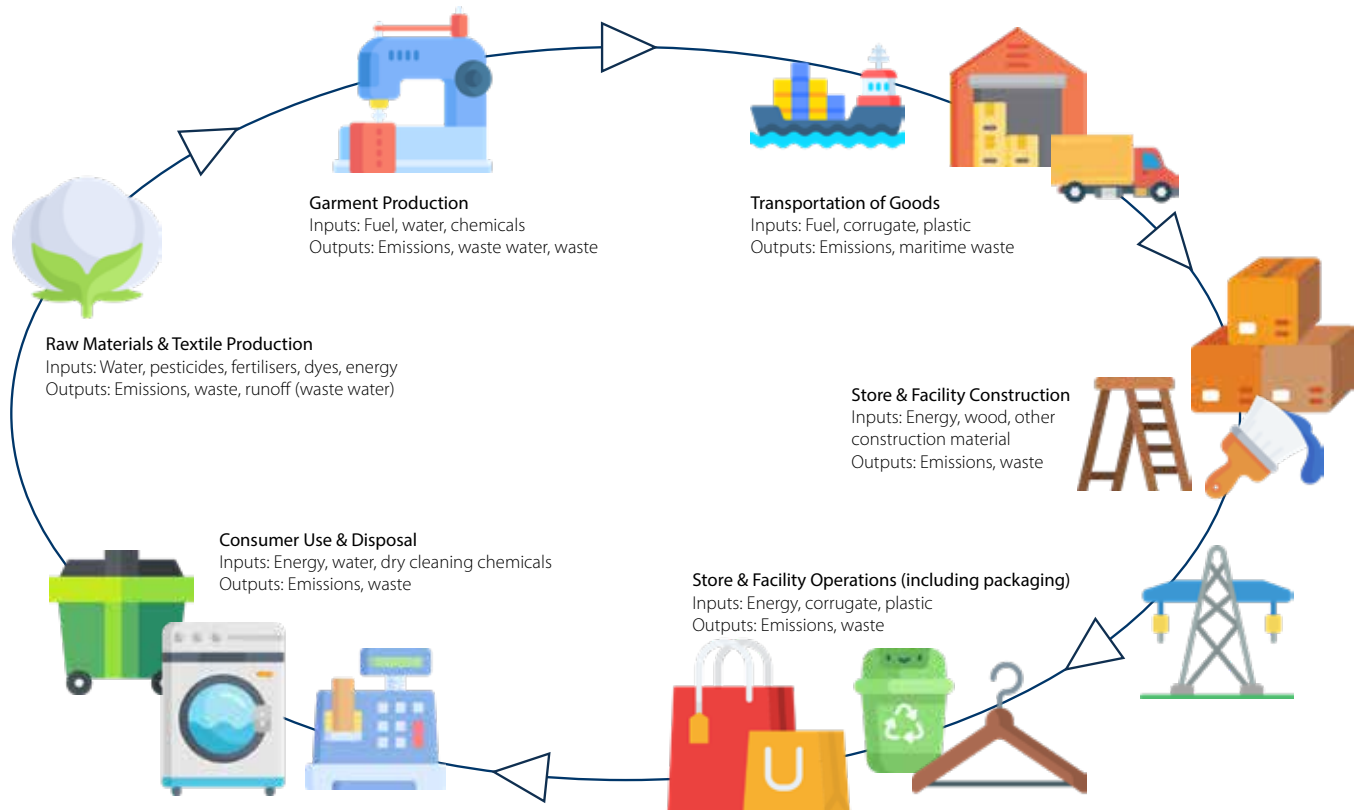 Garment Production
Inputs: Fuel, water, chemicals
Outputs: Emissions, waste water, waste
Transportation of Goods
Inputs: Fuel, corrugate, plastic
Outputs: Emissions, maritime waste
Raw Materials & Textile Production
Inputs: Water, pesticides, fertilisers, dyes, energy
Outputs: Emissions, waste, runoff (waste water)
Store & Facility Construction
Inputs: Energy, wood, other
construction material
Outputs: Emissions, waste
Consumer Use & Disposal
Inputs: Energy, water, dry cleaning chemicals
Outputs: Emissions, waste
Store & Facility Operations (including packaging)
Inputs: Energy, corrugate, plastic
Outputs: Emissions, waste